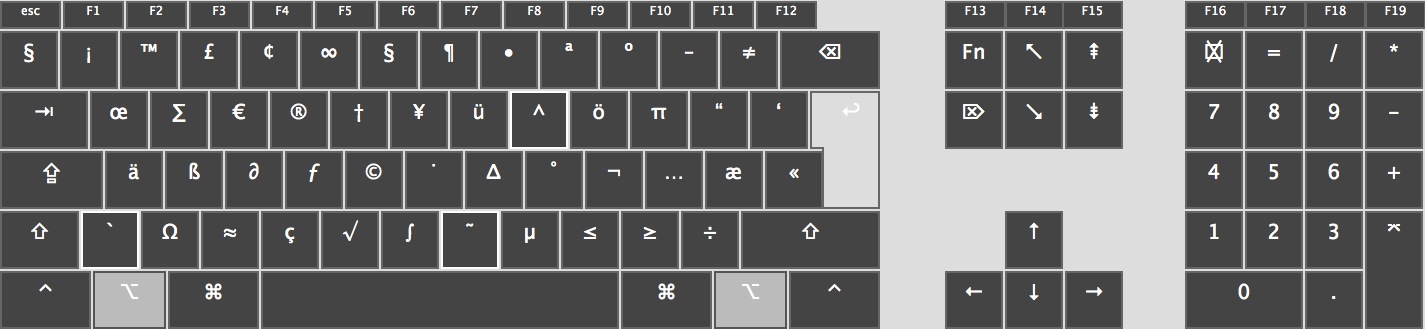 esc F1 F2 F3 F4 F5 F6 F7 F8 F9 F10 F11 F12 F13 F14 F15 F16 F17 F18 F19
§ ¡ ™ £ ¢ ∞ § ¶ • ª º – ≠ ⌫ Fn ↖ ⇞ ⌧ = / *
⇥ œ ∑ € ® † ¥ ü ^ ö π “ ‘ ↩ ⌦ ↘ ⇟ 7 8 9 –
⇪ ä ß ∂ ƒ © ˙ ∆ ˚ ¬ … æ « 4 5 6 +
⇧ ` Ω ≈ ç √ ∫ ˜ µ ≤ ≥ ÷ ⇧ ↑ 1 2 3 ⌤
⌃ ⌥ ⌘ ⌘ ⌥ ⌃ ← ↓ → 0 .